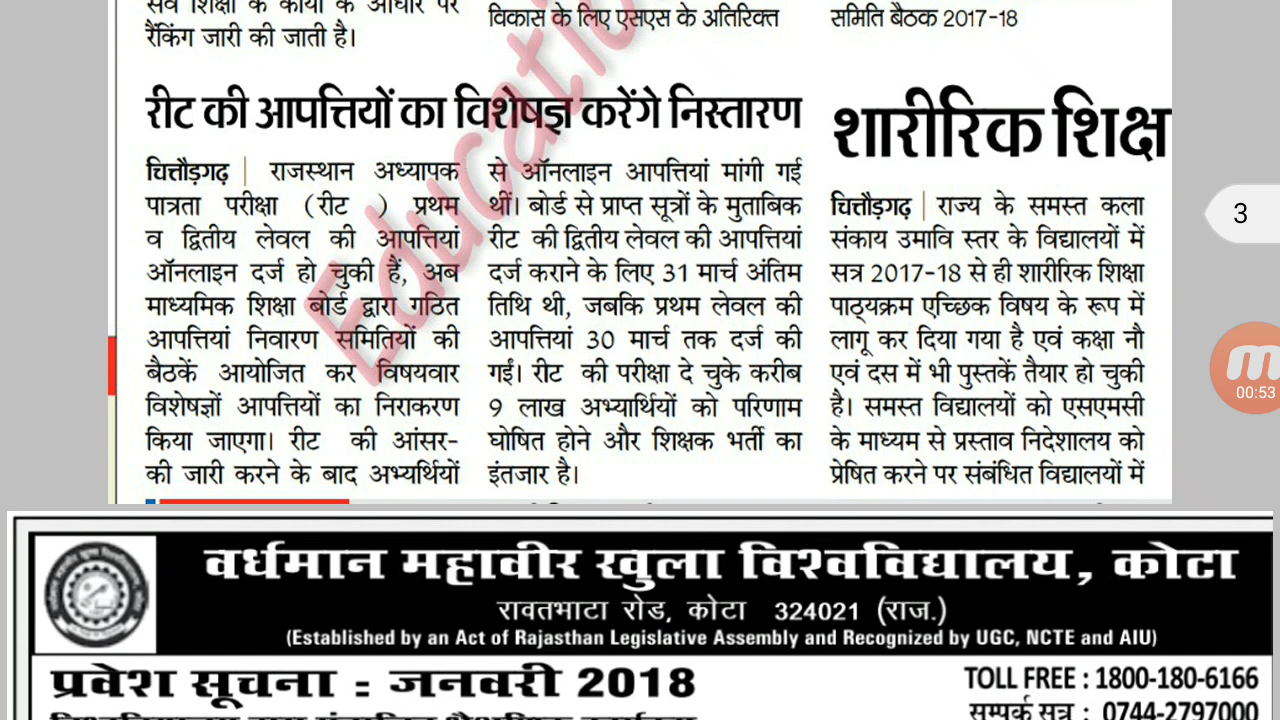 सर्व शिक्षा के कार्यो के आधार पर
रैंकिंग जारी की जाती है।
विकास के लिए एसएस के अतिरिक्त
समिति बैठक 2017-18
रीट की आपत्तियों का विशेषज्ञ करेंगे निस्तारण
चित्तौड़गढ़ | राजस्थान अध्यापक
पात्रता परीक्षा (रीट ) प्रथम
व द्वितीय लेवल की आपत्तियां
ऑनलाइन दर्ज हो चुकी हैं, अब
माध्यमिक शिक्षा बोर्ड द्वारा गठित
आपत्तियां निवारण समितियों की
बैठकें आयोजित कर विषयवार
विशेषज्ञों आपत्तियों का निराकरण
किया जाएगा। रीट की आंसर-
की जारी करने के बाद अभ्यर्थियों
से ऑनलाइन आपत्तियां मांगी गई
थीं। बोर्ड से प्राप्त सूत्रों के मुताबिक
रीट की द्वितीय लेवल की आपत्तियां
दर्ज कराने के लिए 31 मार्च अंतिम
तिथि थी, जबकि प्रथम लेवल की
आपत्तियां 30 मार्च तक दर्ज की
गईं। रीट की परीक्षा दे चुके करीब
9 लाख अभ्यार्थियों को परिणाम
घोषित होने और शिक्षक भर्ती का
इंतजार है।
शारीरिक शिक्ष
चित्तौड़गढ़ | राज्य के समस्त कला
संकाय उमावि स्तर के विद्यालयों में
सत्र 2017-18 से ही शारीरिक शिक्षा
पाठ्यक्रम एच्छिक विषय के रूप में
लागू कर दिया गया है एवं कक्षा नौ
एवं दस में भी पुस्तकें तैयार हो चुकी
है। समस्त विद्यालयों को एसएमसी
के माध्यम से प्रस्ताव निदेशालय को
प्रेषित करने पर संबंधित विद्यालयों में
Educatio
3
00:53
वर्धमान महावीर खुला विश्वविद्यालय, कोटा
रावतभाटा रोड, कोटा 324021 (राज.)
(Established by an Act of Rajasthan Legislative Assembly and Recognized by UGC, NCTE and AIU)
प्रवेश सूचना : जनवरी 2018
TOLL FREE : 1800-180-6166
सम्पर्क सूत्र : 0744-2797000